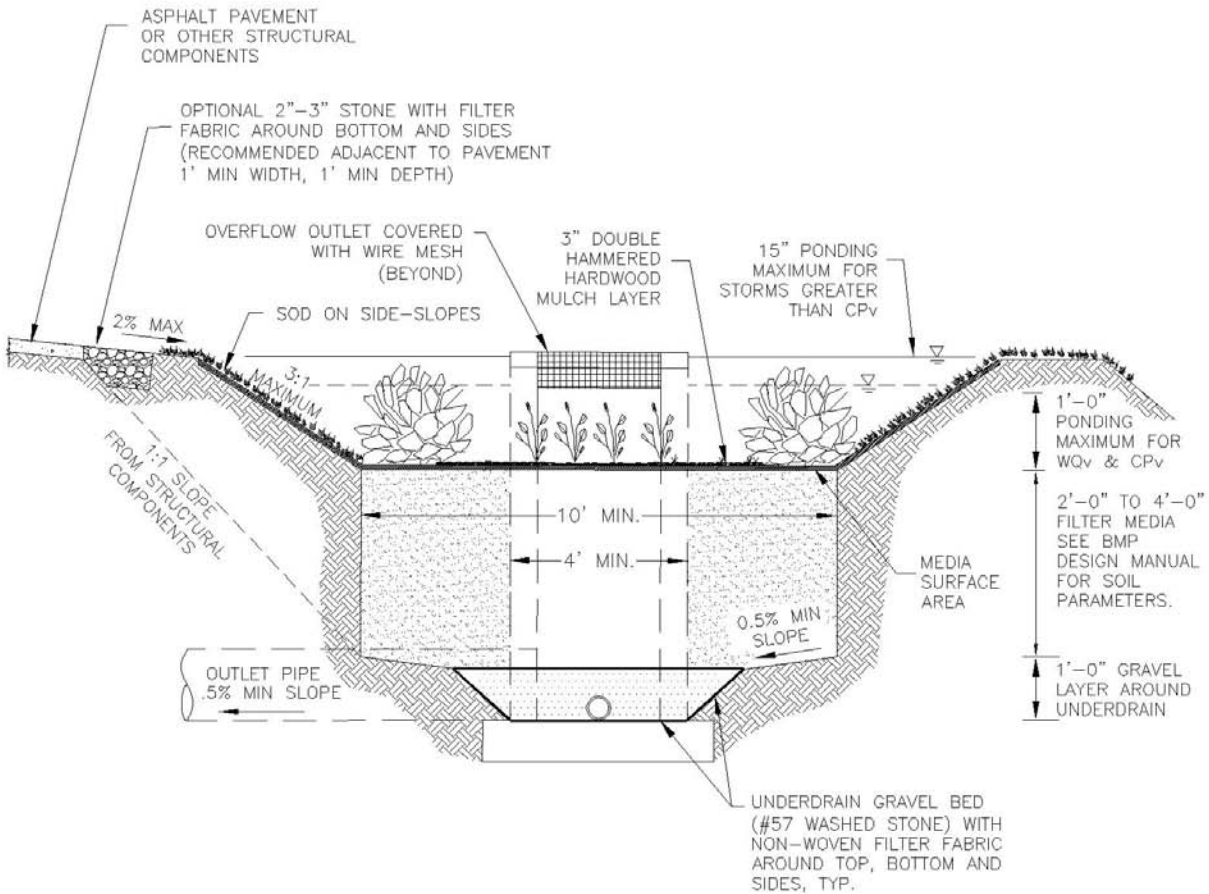 ASPHALT PAVEMENT
OR OTHER STRUCTURAL
COMPONENTS
OPTIONAL 2"-3" STONE WITH FILTER
FABRIC AROUND BOTTOM AND SIDES
(RECOMMENDED ADJACENT TO PAVEMENT
1' MIN WIDTH, 1' MIN DEPTH)
OVERFLOW OUTLET COVERED
WITH WIRE MESH
(BEYOND)
3" DOUBLE
HAMMERED
HARDWOOD
MULCH LAYER
15" PONDING
MAXIMUM FOR
STORMS GREATER
THAN CPv
2% MAX
SOD ON SIDE-SLOPES
3:1
MAXIMUM
1:1 SLOPE
FROM STRUCTURAL
COMPONENTS
1'-0"
PONDING
MAXIMUM FOR
WQv & CPv
10' MIN.
4' MIN.
2'-0" TO 4'-0"
FILTER MEDIA
SEE BMP
DESIGN MANUAL
FOR SOIL
PARAMETERS.
MEDIA
SURFACE
AREA
0.5% MIN
SLOPE
OUTLET PIPE
.5% MIN SLOPE
1'-0" GRAVEL
LAYER AROUND
UNDERDRAIN
UNDERDRAIN GRAVEL BED
(#57 WASHED STONE) WITH
NON-WOVEN FILTER FABRIC
AROUND TOP, BOTTOM AND
SIDES, TYP.